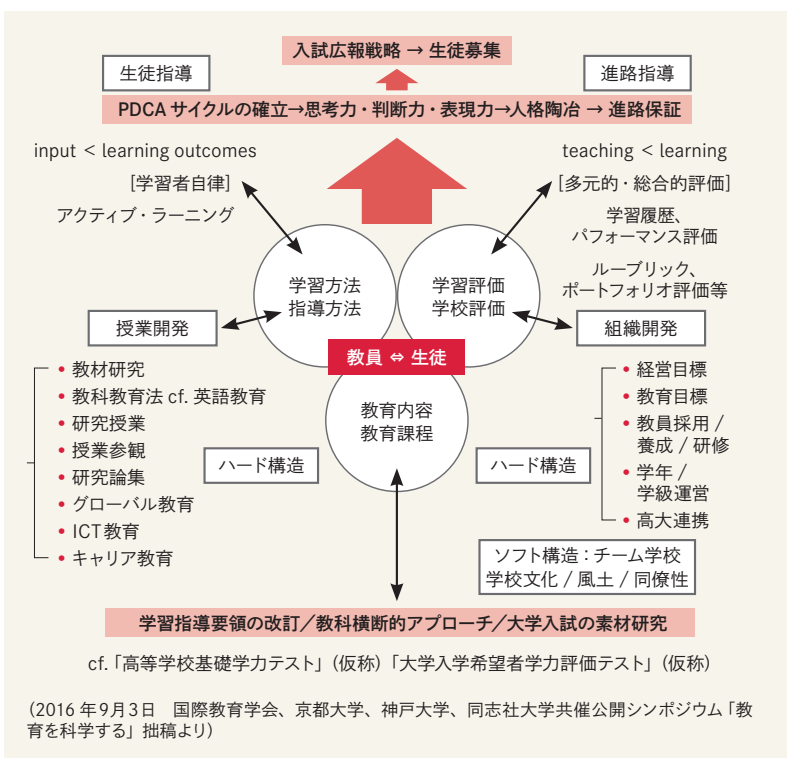 入試広報戦略 → 生徒募集
生徒指導
進路指導
PDCA サイクルの確立→思考力・判断力・表現力→人格陶冶 → 進路保証
input < learning outcomes
[学習者自律]
アクティブ・ラーニング
teaching < learning
[多元的・総合的評価]
学習履歴、
パフォーマンス評価
ルーブリック、
ポートフォリオ評価等
学習方法
指導方法
学習評価
学校評価
授業開発
組織開発
教員 ⇔ 生徒
教育内容
教育課程
• 教材研究
• 教科教育法 cf. 英語教育
• 研究授業
• 授業参観
• 研究論集
• グローバル教育
• ICT教育
• キャリア教育
ハード構造
ハード構造
• 経営目標
• 教育目標
• 教員採用 /
養成 / 研修
• 学年 /
学級運営
• 高大連携
ソフト構造：チーム学校
学校文化 / 風土 / 同僚性
学習指導要領の改訂/教科横断的アプローチ/大学入試の素材研究
cf.「高等学校基礎学力テスト」（仮称）「大学入学希望者学力評価テスト」（仮称）
（2016年9月3日　国際教育学会、京都大学、神戸大学、同志社大学共催公開シンポジウム「教
育を科学する」拙稿より）